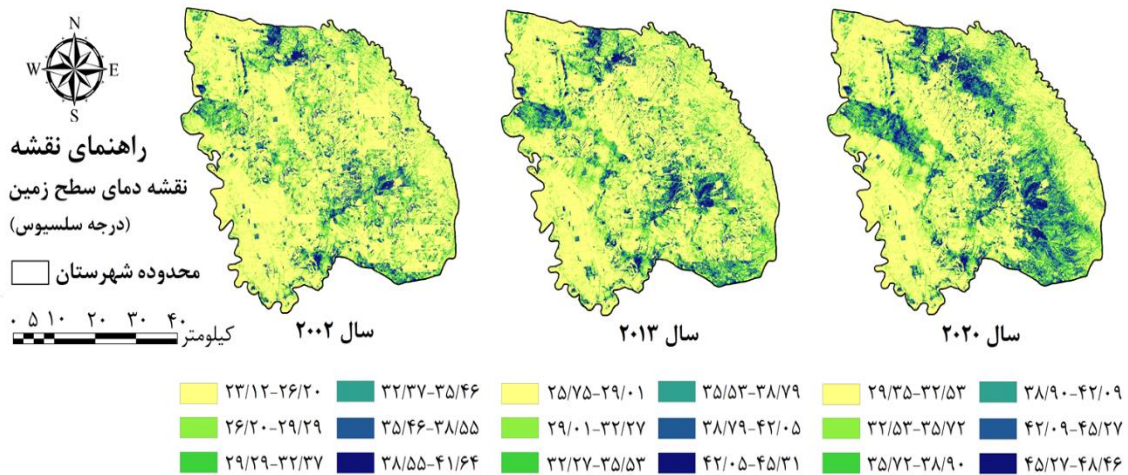 N
W E
S
راهنمای نقشه
نقشه دمای سطح زمین
(درجه سلسیوس)
محدوده شهرستان
۰ ۵ ۱۰ ۲۰ ۳۰ ۴۰
کیلومتر
سال ۲۰۰۲
سال ۲۰۱۳
سال ۲۰۲۰
۲۳/۱۲-۲۶/۲۰
۳۲/۳۷-۳۵/۴۶
۲۵/۷۵-۲۹/۰۱
۳۵/۵۳-۳۸/۷۹
۲۹/۳۵-۳۲/۵۳
۳۸/۹۰-۴۲/۰۹
۲۶/۲۰-۲۹/۲۹
۳۵/۴۶-۳۸/۵۵
۲۹/۰۱-۳۲/۲۷
۳۸/۷۹-۴۲/۰۵
۳۲/۵۳-۳۵/۷۲
۴۲/۰۹-۴۵/۲۷
۲۹/۲۹-۳۲/۳۷
۳۸/۵۵-۴۱/۶۴
۳۲/۲۷-۳۵/۵۳
۴۲/۰۵-۴۵/۳۱
۳۵/۷۲-۳۸/۹۰
۴۵/۲۷-۴۸/۴۶